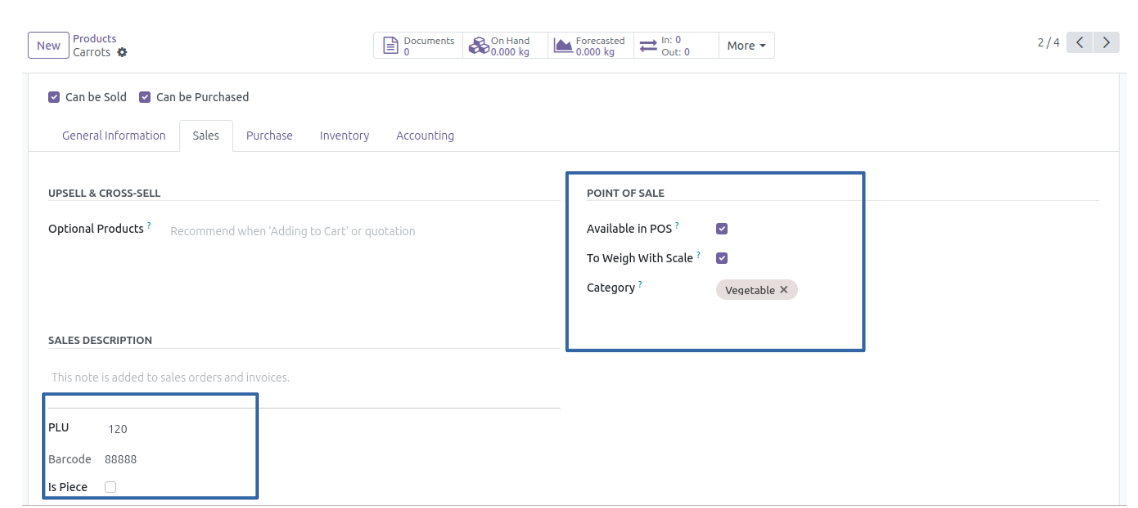 New
Products
Carrots
Documents
0
On Hand
0.000 kg
Forecasted
0.000 kg
In: 0
Out: 0
More
2 / 4
Can be Sold
Can be Purchased
General Information
Sales
Purchase
Inventory
Accounting
UPSELL & CROSS-SELL
Optional Products ?
Recommend when 'Adding to Cart' or quotation
POINT OF SALE
Available in POS ?
To Weigh With Scale ?
Category ?
Vegetable ×
SALES DESCRIPTION
This note is added to sales orders and invoices.
PLU 120
Barcode 88888
Is Piece